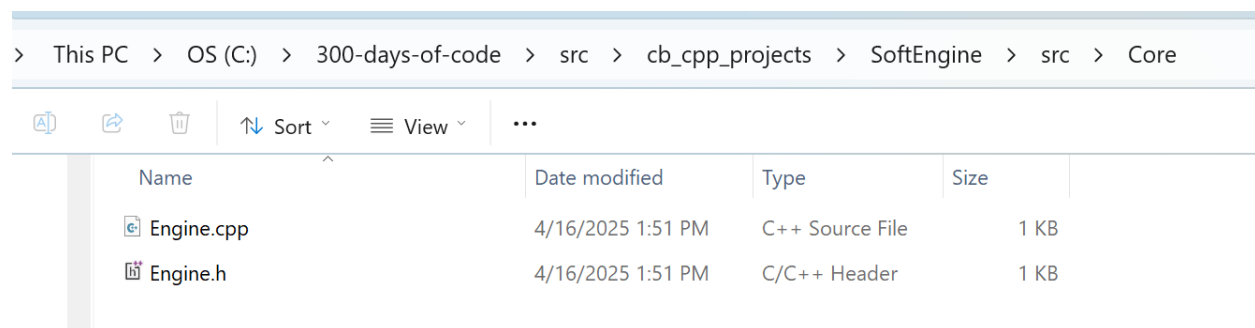 > This PC > OS (C:) > 300-days-of-code > src > cb_cpp_projects > SoftEngine > src > Core
Sort View ...
Name Date modified Type Size
Engine.cpp 4/16/2025 1:51 PM C++ Source File 1 KB
Engine.h 4/16/2025 1:51 PM C/C++ Header 1 KB